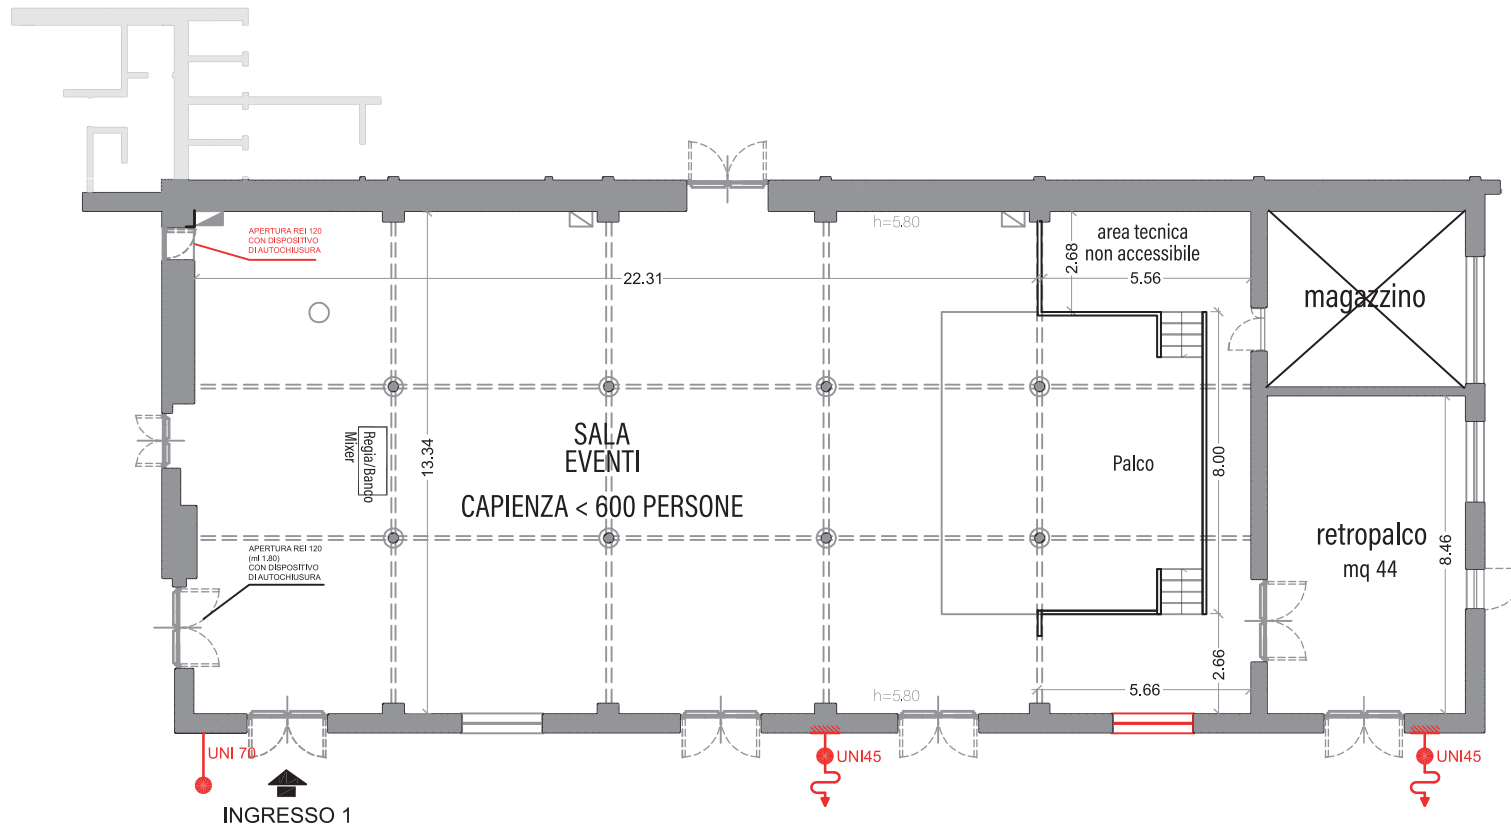 APERTURA REI 120
CON DISPOSITIVO
DI AUTOCHIUSURA
h=5.80
area tecnica
non accessibile
2.68
22.31
5.56
magazzino
Regia/Banco
Mixer
13.34
SALA
EVENTI
CAPIENZA < 600 PERSONE
Palco
8.00
retropalco
mq 44
8.46
APERTURA REI 120
(ml 1.80)
CON DISPOSITIVO
DI AUTOCHIUSURA
2.66
5.66
h=5.80
UNI 70
UNI45
UNI45
INGRESSO 1